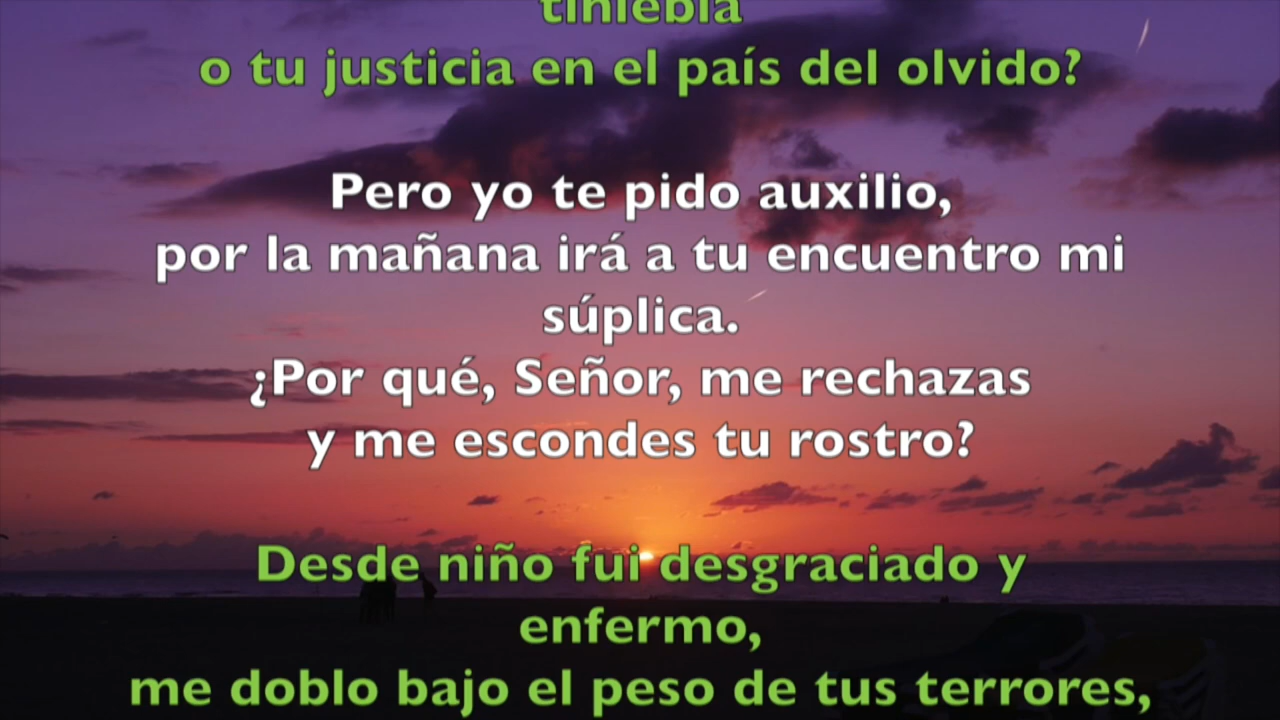 tiniebla
o tu justicia en el país del olvido?
Pero yo te pido auxilio,
por la mañana irá a tu encuentro mi
súplica.
¿Por qué, Señor, me rechazas
y me escondes tu rostro?
Desde niño fui desgraciado y
enfermo,
me doblo bajo el peso de tus terrores,